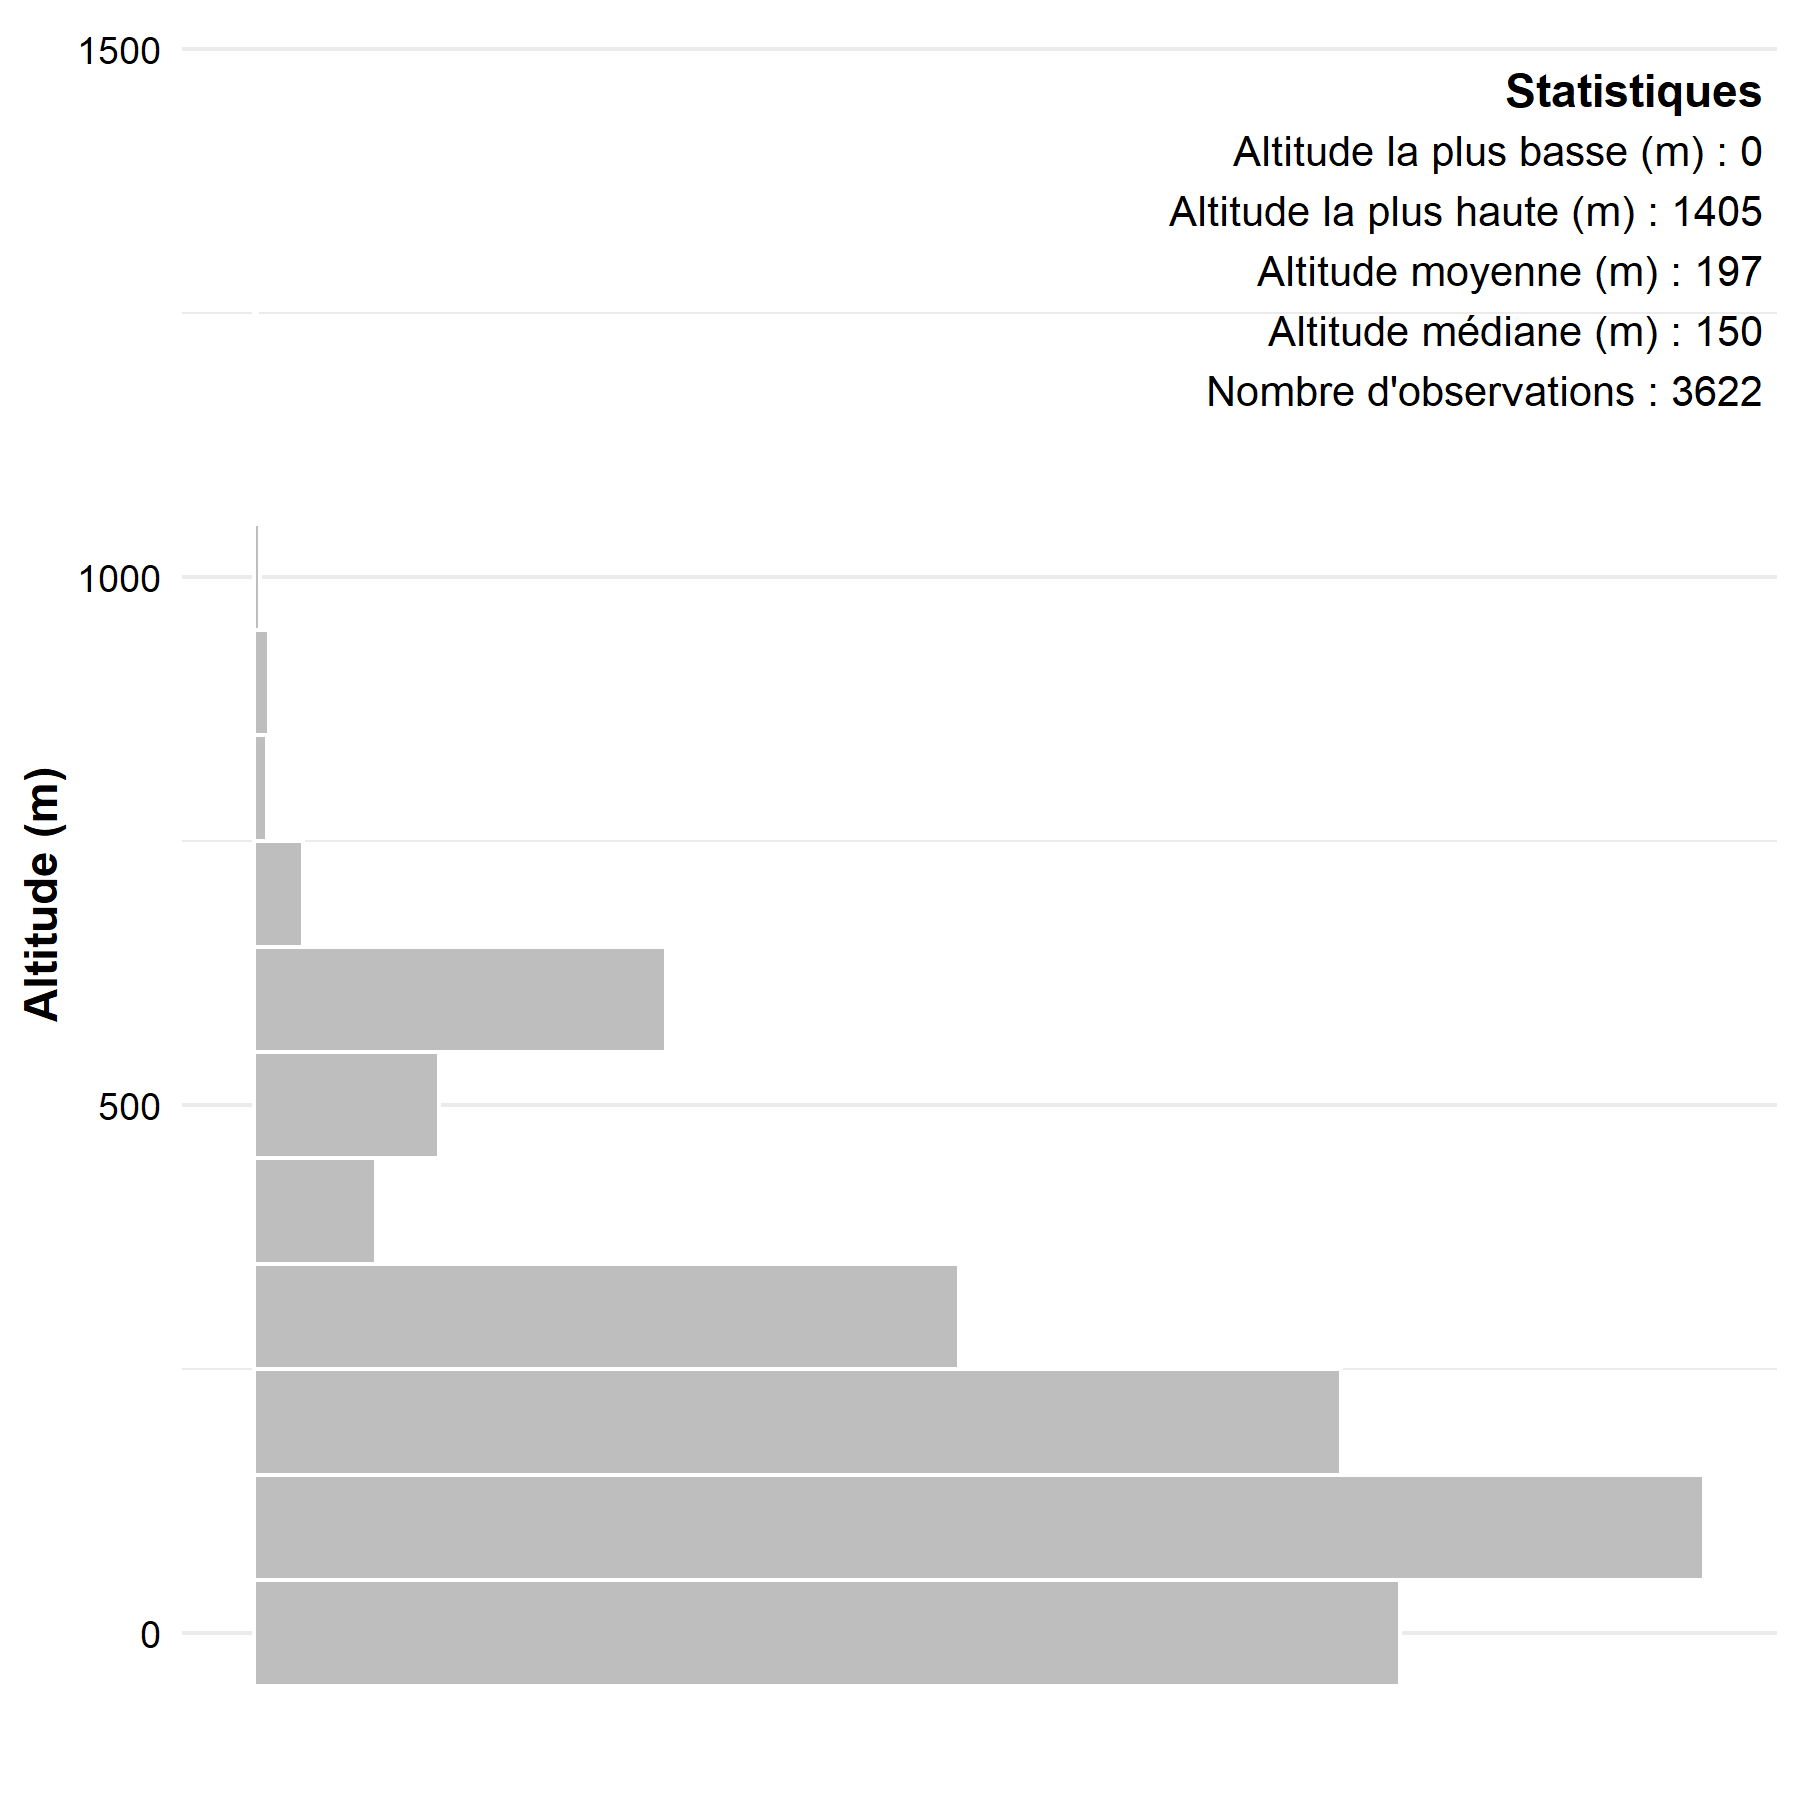 1500
Statistiques
Altitude la plus basse (m) : 0
Altitude la plus haute (m) : 1405
Altitude moyenne (m) : 197
Altitude médiane (m) : 150
Nombre d'observations : 3622
1000
Altitude (m)
500
0